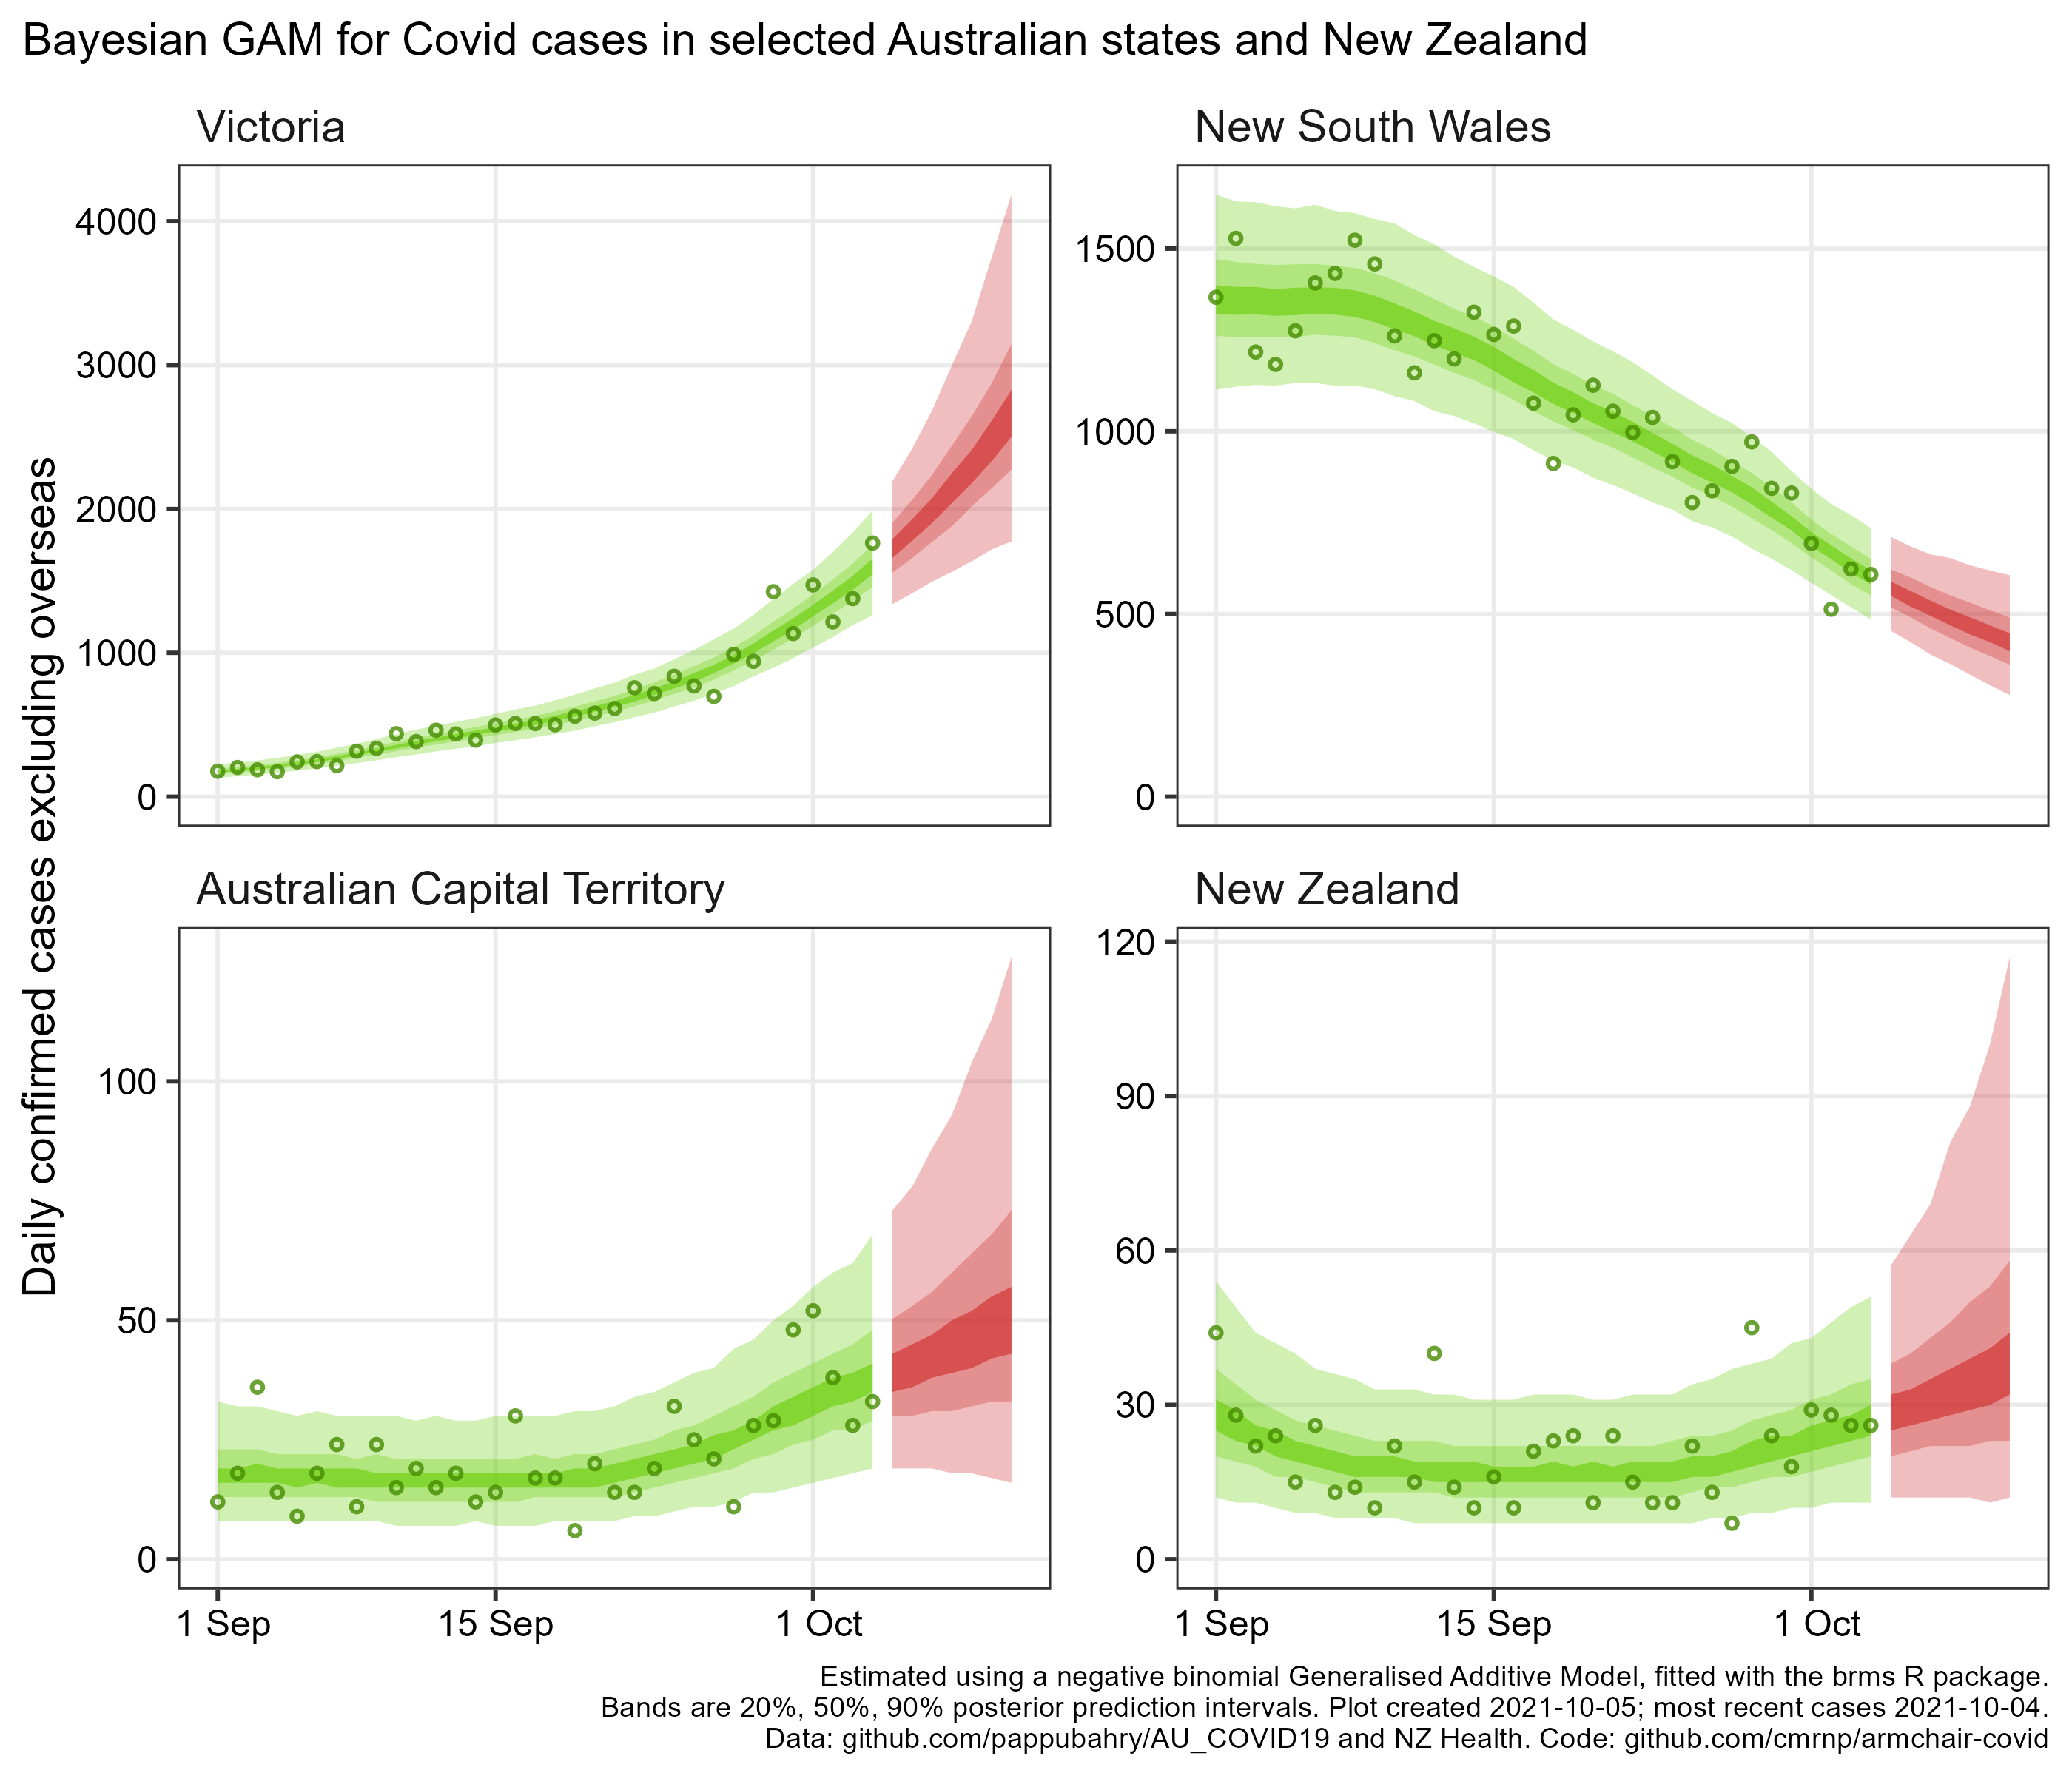 Bayesian GAM for Covid cases in selected Australian states and New Zealand
Daily confirmed cases excluding overseas
Victoria
4000
3000
2000
1000
0
New South Wales
1500
1000
500
0
Australian Capital Territory
100
50
0
1 Sep
15 Sep
1 Oct
New Zealand
120
90
60
30
0
1 Sep
15 Sep
1 Oct
Estimated using a negative binomial Generalised Additive Model, fitted with the brms R package.
Bands are 20%, 50%, 90% posterior prediction intervals. Plot created 2021-10-05; most recent cases 2021-10-04.
Data: github.com/pappubahry/AU_COVID19 and NZ Health. Code: github.com/cmrnp/armchair-covid